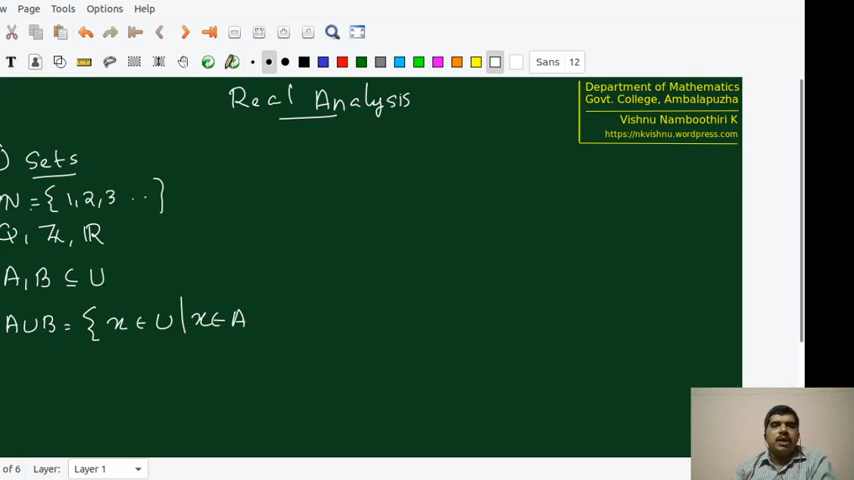 w Page Tools Options Help
T Sans 12
Real Analysis
Department of Mathematics
Govt. College, Ambalapuzha
Vishnu Namboothiri K
https://nkvishnu.wordpress.com
) Sets
N = { 1, 2, 3 ... }
Q, ℤ, ℝ
A, B ⊆ U
A∪B = { x ∈ U | x ∈ A
of 6 Layer: Layer 1